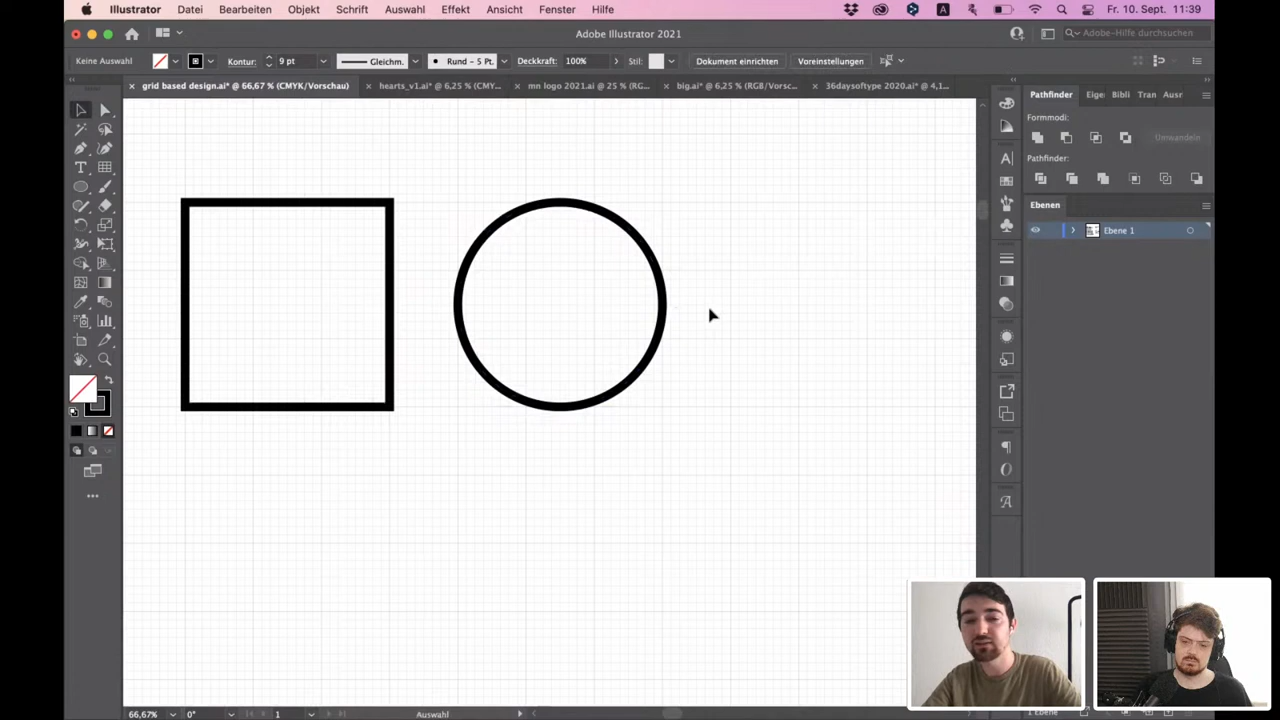 Illustrator Datei Bearbeiten Objekt Schrift Auswahl Effekt Ansicht Fenster Hilfe A Fr. 10. Sept. 11:39
Adobe Illustrator 2021 Adobe-Hilfe durchsuchen
Keine Auswahl Kontur: 9 pt Gleichm. Rund – 5 Pt. Deckkraft: 100% Stil: Dokument einrichten Voreinstellungen
× grid based design.ai* @ 66,67 % (CMYK/Vorschau) × hearts_v1.ai* @ 6,25 % (CMY... × mn logo 2021.ai @ 25 % (RG... × big.ai* @ 6,25 % (RGB/Vorsc... × 36daysoftype 2020.ai* @ 4,1...
Pathfinder Eige Bibli Tran Ausr
Formmodi:
Umwandeln
Pathfinder:
Ebenen
Ebene 1
66,67% 0° 1 Auswahl 1 Ebene